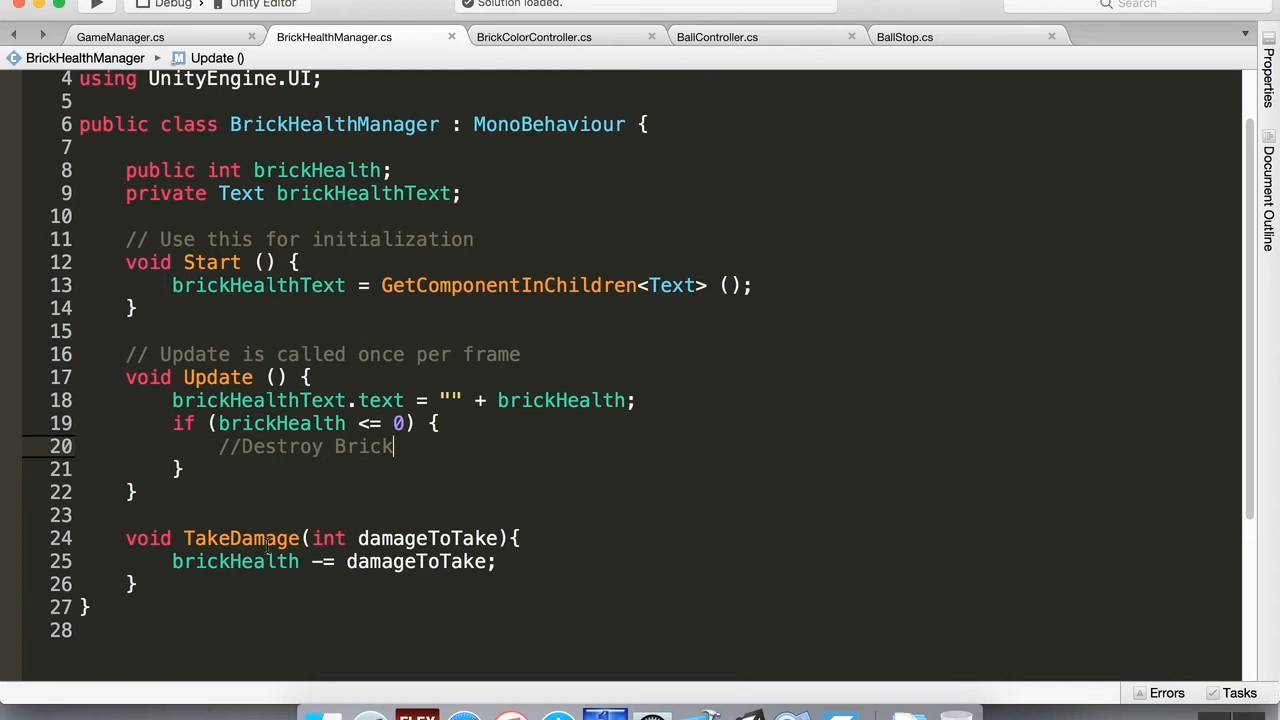 Debug
Unity Editor
Solution loaded.
Search
GameManager.cs
BrickHealthManager.cs
BrickColorController.cs
BallController.cs
BallStop.cs
BrickHealthManager
M
Update ()
4 using UnityEngine.UI;
5
6 public class BrickHealthManager : MonoBehaviour {
7
8 public int brickHealth;
9 private Text brickHealthText;
10
11 // Use this for initialization
12 void Start () {
13 brickHealthText = GetComponentInChildren<Text> ();
14 }
15
16 // Update is called once per frame
17 void Update () {
18 brickHealthText.text = "" + brickHealth;
19 if (brickHealth <= 0) {
20 //Destroy Brick
21 }
22 }
23
24 void TakeDamage(int damageToTake){
25 brickHealth -= damageToTake;
26 }
27 }
28
Properties
Document Outline
Errors
Tasks
FLEX